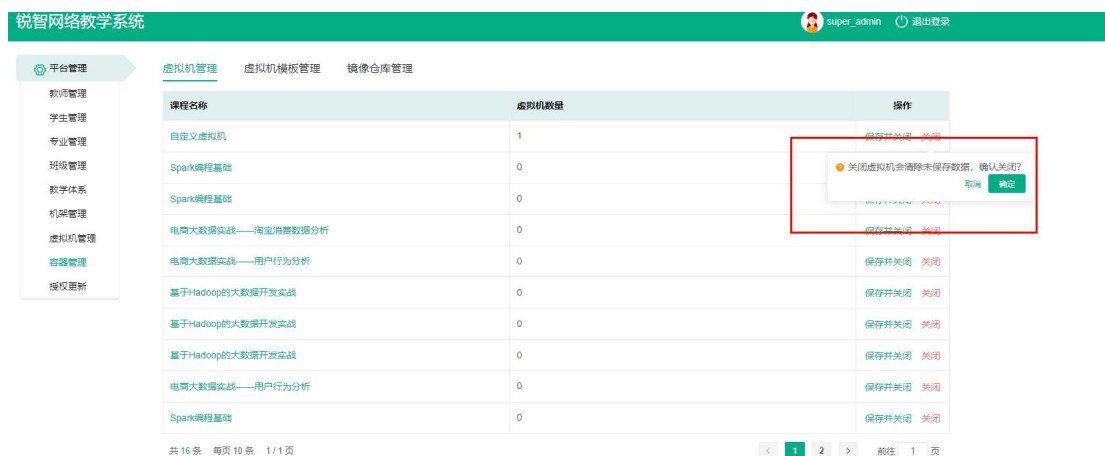 锐智网络教学系统 super_admin 退出登录
平台管理 虚拟机管理 虚拟机模板管理 镜像仓库管理
教师管理
学生管理
专业管理
班级管理
教学体系
机架管理
虚拟机管理
容器管理
授权更新
课程名称 虚拟机数量 操作
自定义虚拟机 1 保存并关闭 关闭
Spark编程基础 0
关闭虚拟机会清除未保存数据，确认关闭？
取消 确定
Spark编程基础 0 保存并关闭 关闭
电商大数据实战——淘宝消费数据分析 0 保存并关闭 关闭
电商大数据实战——用户行为分析 0 保存并关闭 关闭
基于Hadoop的大数据开发实战 0 保存并关闭 关闭
基于Hadoop的大数据开发实战 0 保存并关闭 关闭
基于Hadoop的大数据开发实战 0 保存并关闭 关闭
电商大数据实战——用户行为分析 0 保存并关闭 关闭
Spark编程基础 0 保存并关闭 关闭
共 16 条 每页 10 条 1 / 1 页 < 1 2 > 前往 1 页